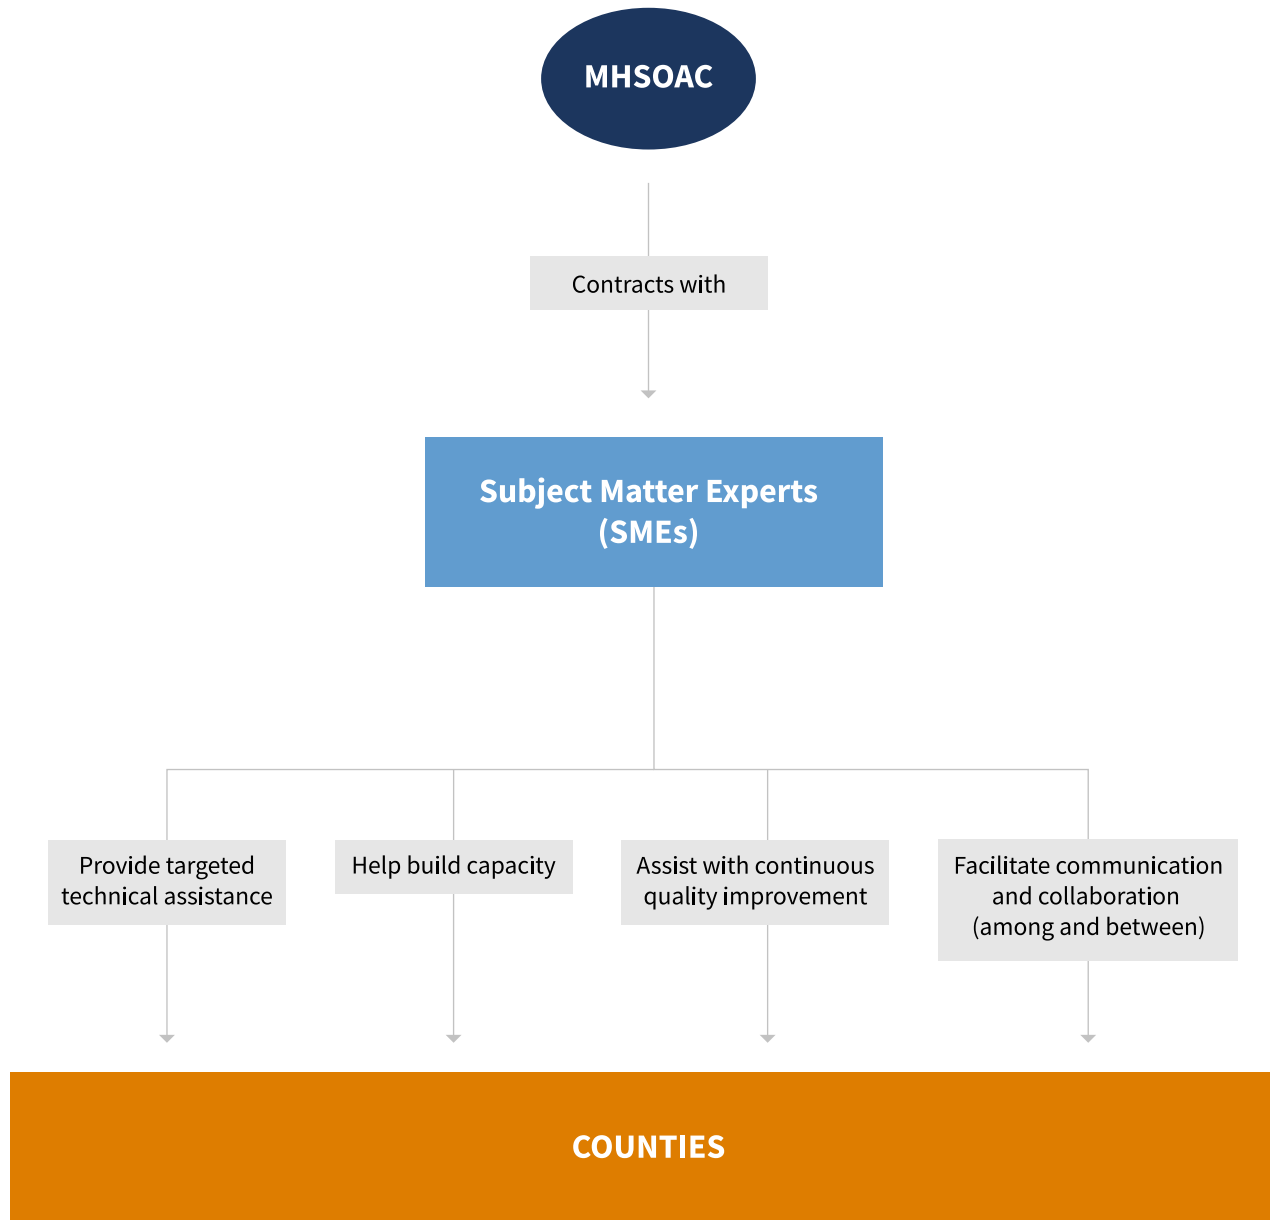 MHSOAC
Contracts with
Subject Matter Experts
(SMEs)
Provide targeted
technical assistance
Help build capacity
Assist with continuous
quality improvement
Facilitate communication
and collaboration
(among and between)
COUNTIES